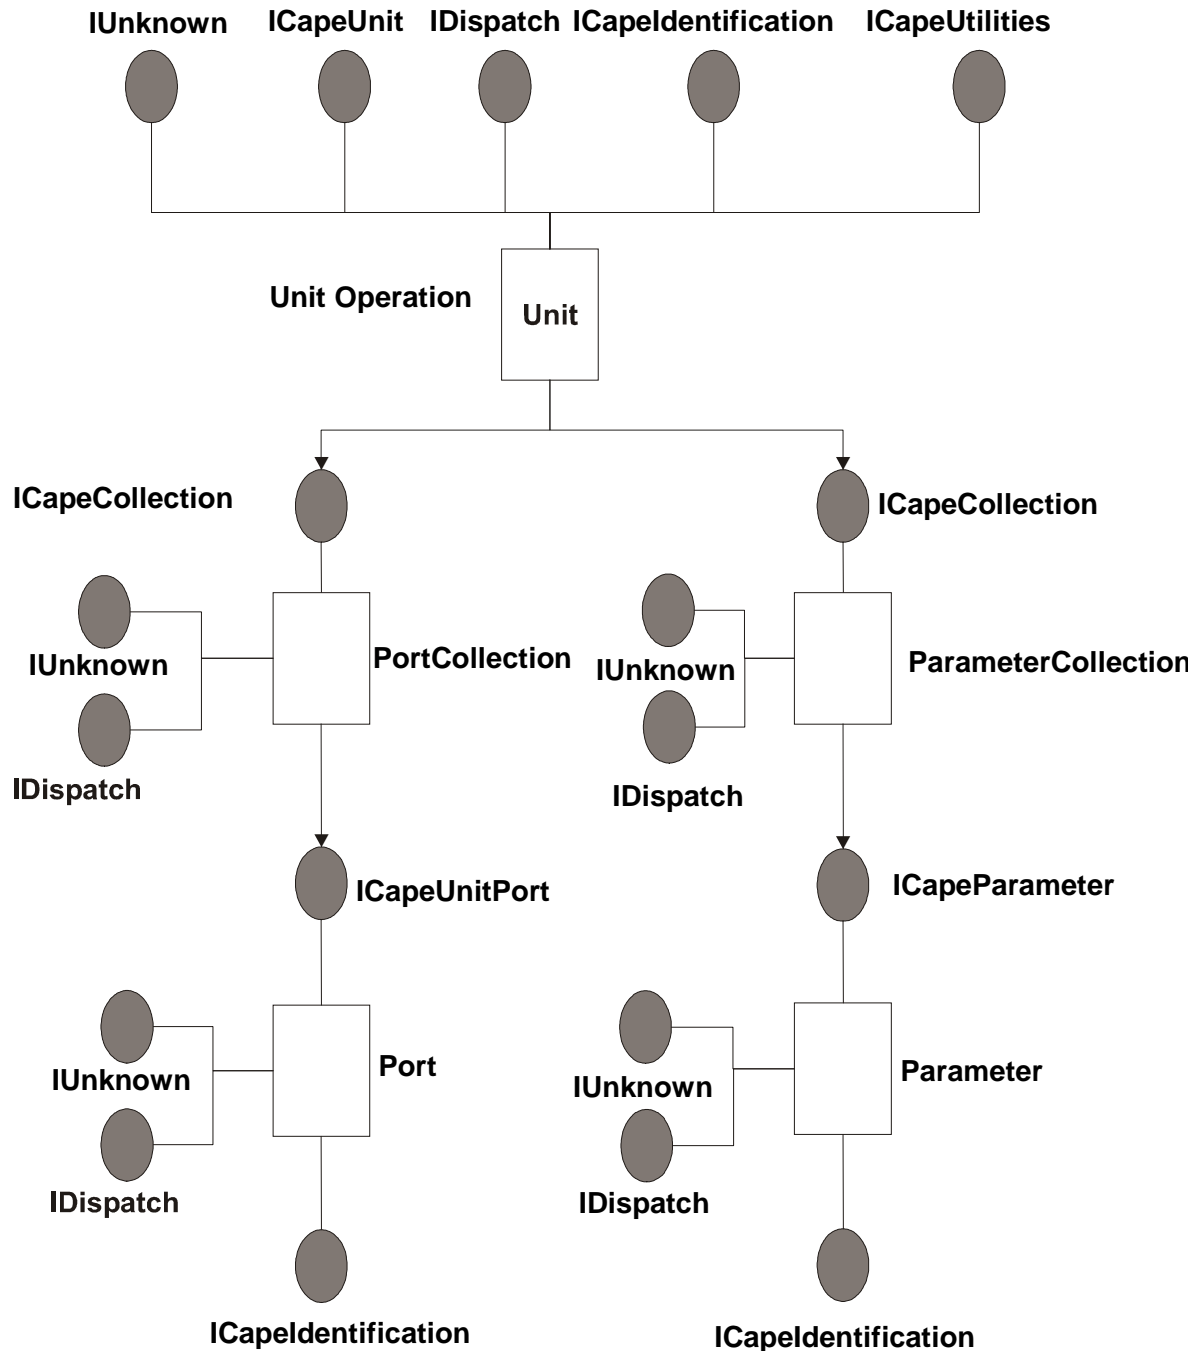 IUnknown
ICapeUnit
IDispatch
ICapeIdentification
ICapeUtilities
Unit Operation
Unit
ICapeCollection
ICapeCollection
IUnknown
PortCollection
IUnknown
ParameterCollection
IDispatch
IDispatch
ICapeUnitPort
ICapeParameter
IUnknown
Port
IUnknown
Parameter
IDispatch
IDispatch
ICapeIdentification
ICapeIdentification